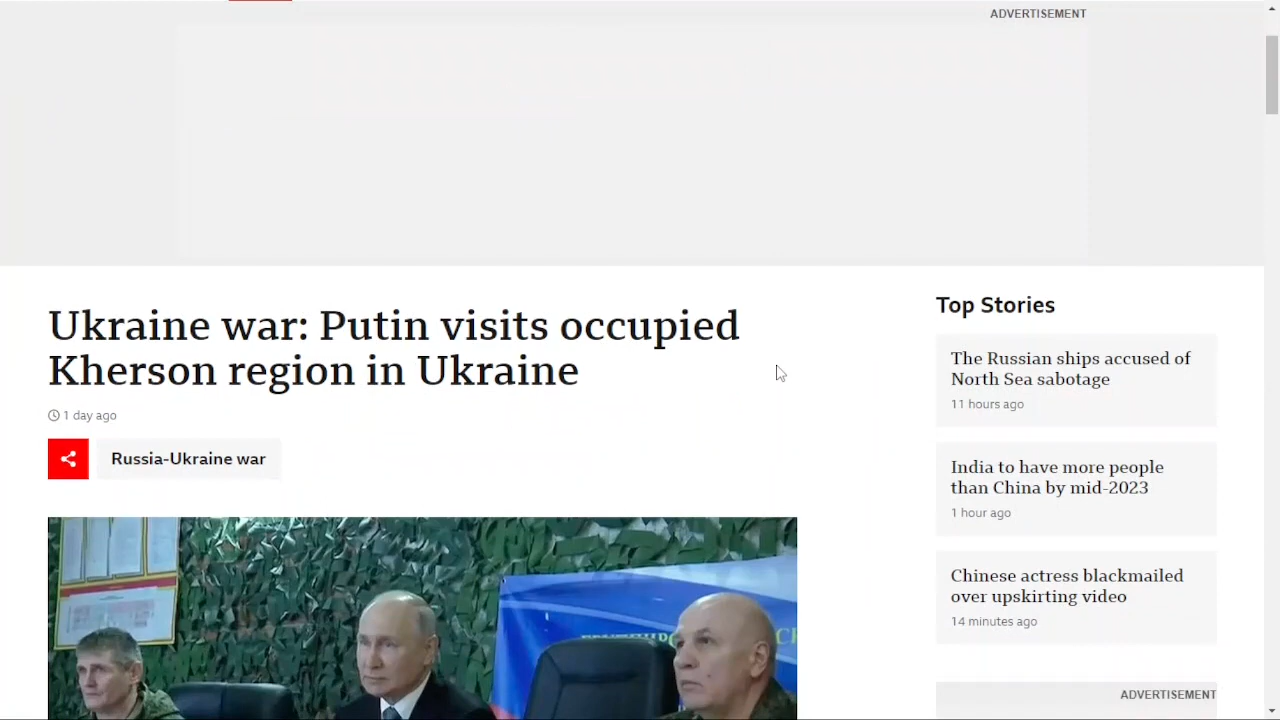 ADVERTISEMENT
Ukraine war: Putin visits occupied
Kherson region in Ukraine
1 day ago
Russia-Ukraine war
Top Stories
The Russian ships accused of
North Sea sabotage
11 hours ago
India to have more people
than China by mid-2023
1 hour ago
Chinese actress blackmailed
over upskirting video
14 minutes ago
ADVERTISEMENT